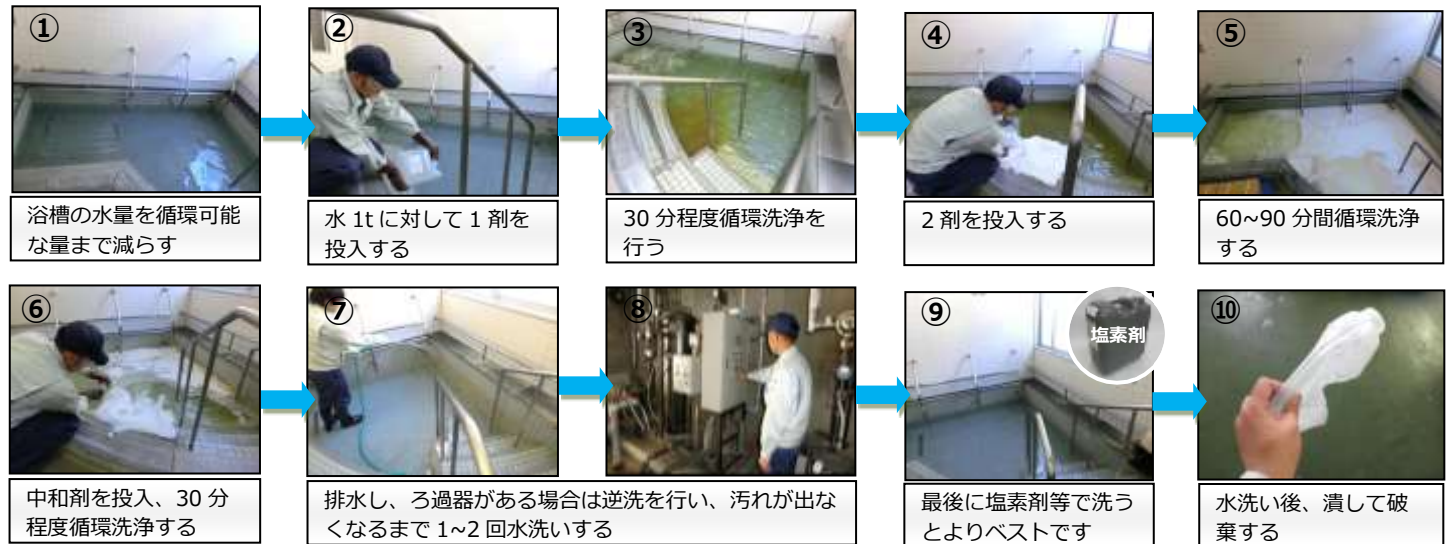 ①
②
③
④
⑤
浴槽の水量を循環可能
な量まで減らす
水 1t に対して 1 剤を
投入する
30 分程度循環洗浄を
行う
2 剤を投入する
60~90 分間循環洗浄
する
⑥
⑦
⑧
⑨
塩素剤
⑩
中和剤を投入、30 分
程度循環洗浄する
排水し、ろ過器がある場合は逆洗を行い、汚れが出な
くなるまで 1~2 回水洗いする
最後に塩素剤等で洗う
とよりベストです
水洗い後、潰して破
棄する